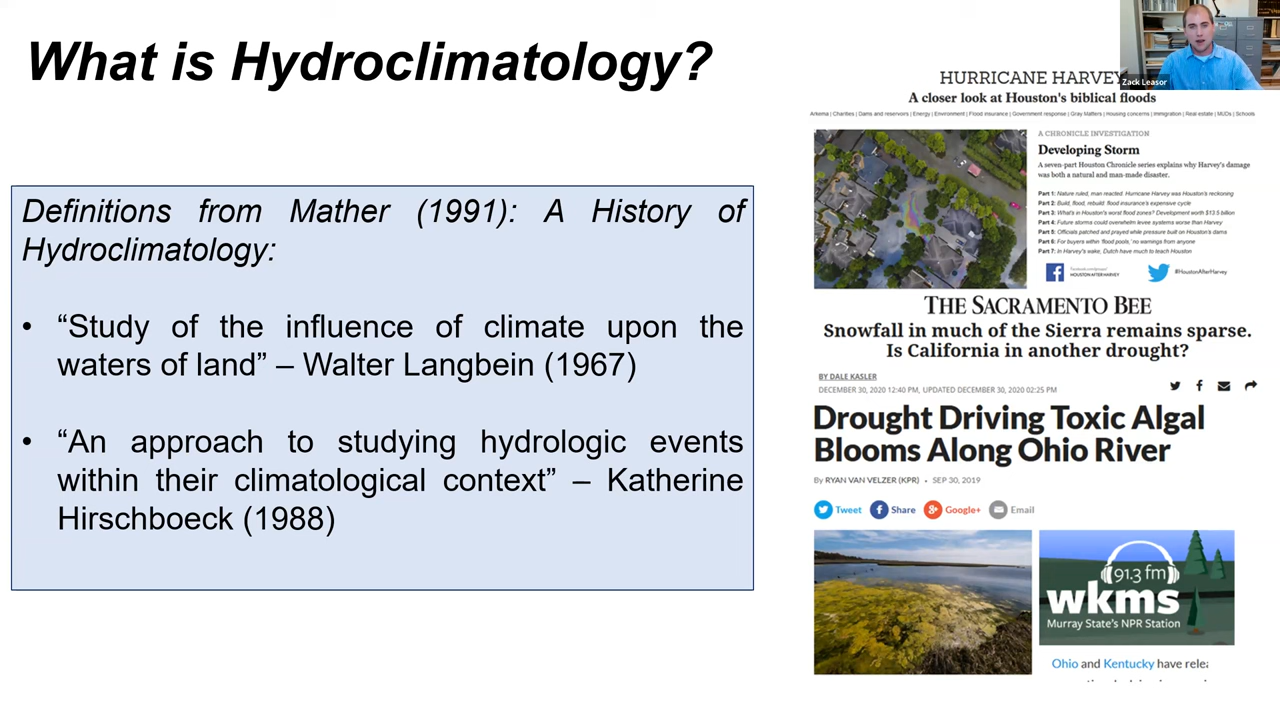 What is Hydroclimatology?
Definitions from Mather (1991): A History of
Hydroclimatology:
• “Study of the influence of climate upon the
waters of land” – Walter Langbein (1967)
• “An approach to studying hydrologic events
within their climatological context” – Katherine
Hirschboeck (1988)
Zack Leasor
HURRICANE HARVEY
A closer look at Houston's biblical floods
Arkema | Charities | Dams and reservoirs | Energy | Environment | Flood insurance | Government response | Gray Matters | Housing concerns | Immigration | Real estate | MUDs | Schools
A CHRONICLE INVESTIGATION
Developing Storm
A seven-part Houston Chronicle series explains why Harvey's damage
was both a natural and man-made disaster.
Part 1: Nature ruled, man reacted. Hurricane Harvey was Houston's reckoning
Part 2: Build, flood, rebuild: flood insurance's expensive cycle
Part 3: What's in Houston's worst flood zones? Development worth $13.5 billion
Part 4: Future storms could overwhelm levee systems worse than Harvey
Part 5: Officials patched and prayed while pressure built on Houston's dams
Part 6: For buyers within 'flood pools,' no warnings from anyone
Part 7: In Harvey's wake, Dutch have much to teach Houston
HOUSTON AFTER HARVEY
#HoustonAfterHarvey
THE SACRAMENTO BEE
Snowfall in much of the Sierra remains sparse.
Is California in another drought?
BY DALE KASLER
DECEMBER 30, 2020 12:40 PM, UPDATED DECEMBER 30, 2020 02:25 PM
Drought Driving Toxic Algal
Blooms Along Ohio River
By RYAN VAN VELZER (KPR) • SEP 30, 2019
Tweet Share Google+ Email
91.3 fm
wkms
Murray State's NPR Station
Ohio and Kentucky have relea